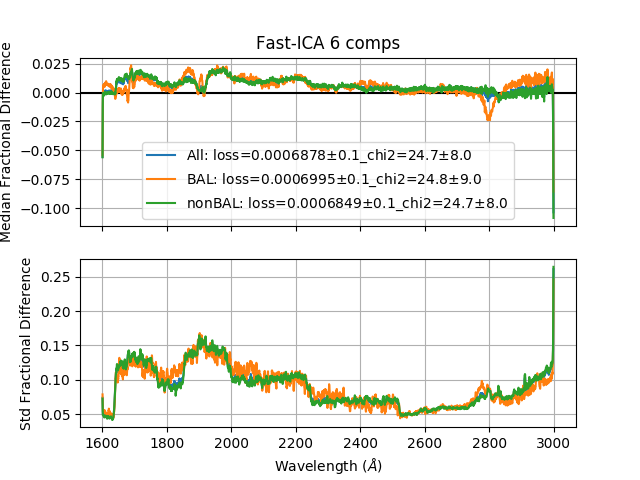 Fast-ICA 6 comps
Median Fractional Difference
0.025
0.000
−0.025
−0.050
−0.075
−0.100
All: loss=0.0006878±0.1_chi2=24.7±8.0
BAL: loss=0.0006995±0.1_chi2=24.8±9.0
nonBAL: loss=0.0006849±0.1_chi2=24.7±8.0
Std Fractional Difference
0.25
0.20
0.15
0.10
0.05
1600 1800 2000 2200 2400 2600 2800 3000
Wavelength (Å)